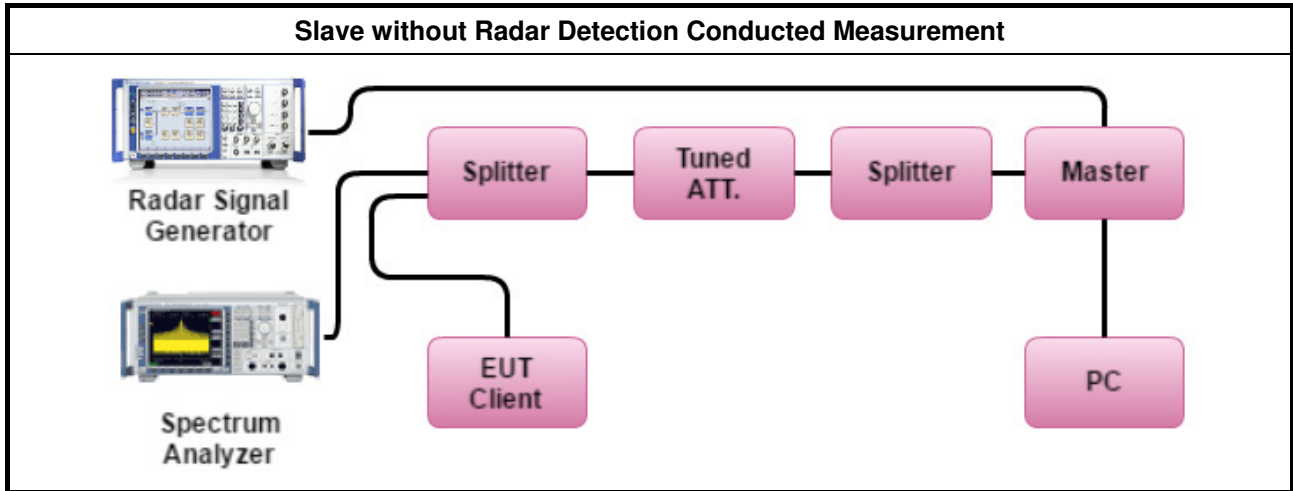 Slave without Radar Detection Conducted Measurement
Radar Signal
Generator
Splitter
Tuned
ATT.
Splitter
Master
Spectrum
Analyzer
EUT
Client
PC